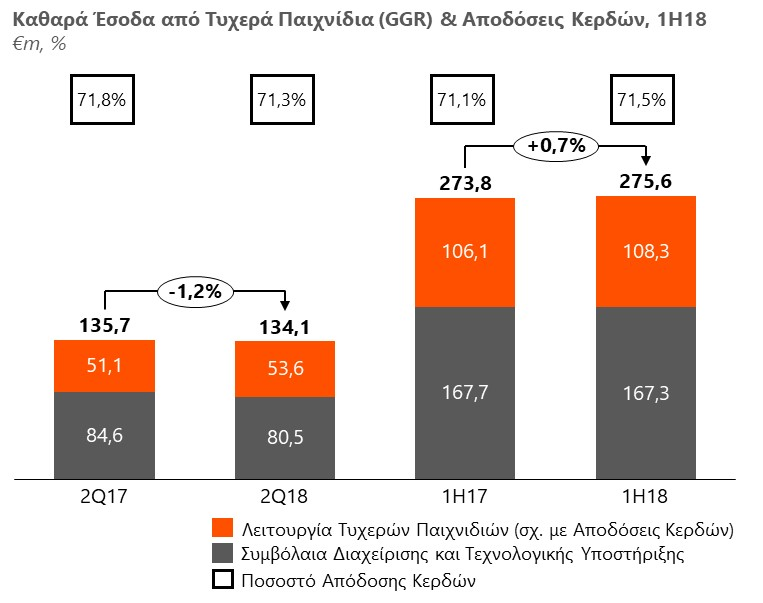 Καθαρά Έσοδα από Τυχερά Παιχνίδια (GGR) & Αποδόσεις Κερδών, 1H18
€m, %
71,8% 71,3% 71,1% 71,5%
+0,7%
273,8 275,6
106,1 108,3
-1,2%
135,7 134,1
51,1 53,6
167,7 167,3
84,6 80,5
2Q17 2Q18 1H17 1H18
Λειτουργία Τυχερών Παιχνιδιών (σχ. με Αποδόσεις Κερδών)
Συμβόλαια Διαχείρισης και Τεχνολογικής Υποστήριξης
Ποσοστό Απόδοσης Κερδών